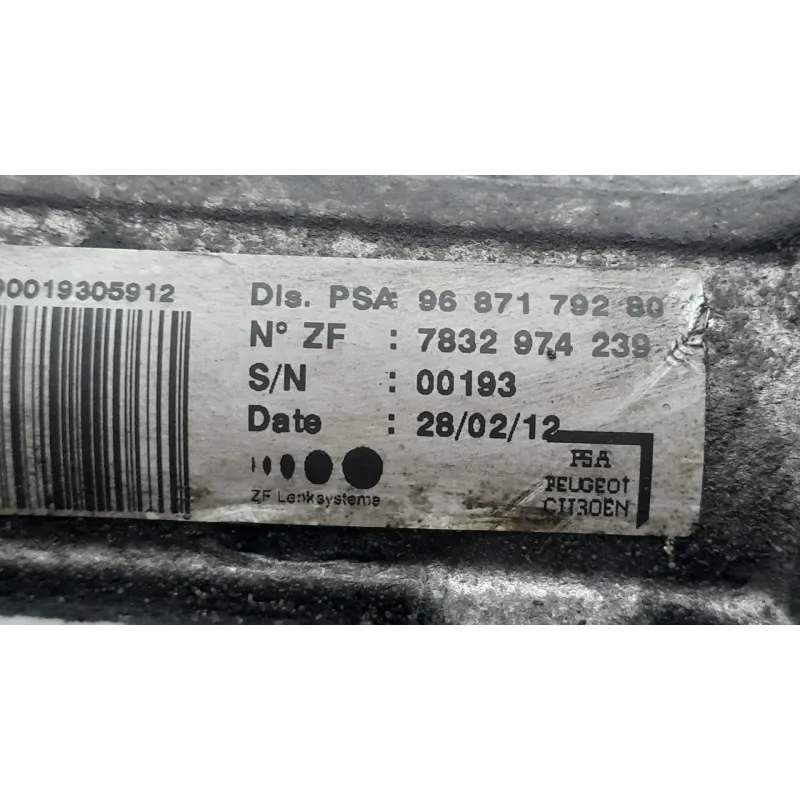 00019305912
Dis. PSA: 96 871 792 80
N° ZF : 7832 974 239
S/N : 00193
Date : 28/02/12
ZF Lenksysteme
PSA
PEUGEOT
CITROËN